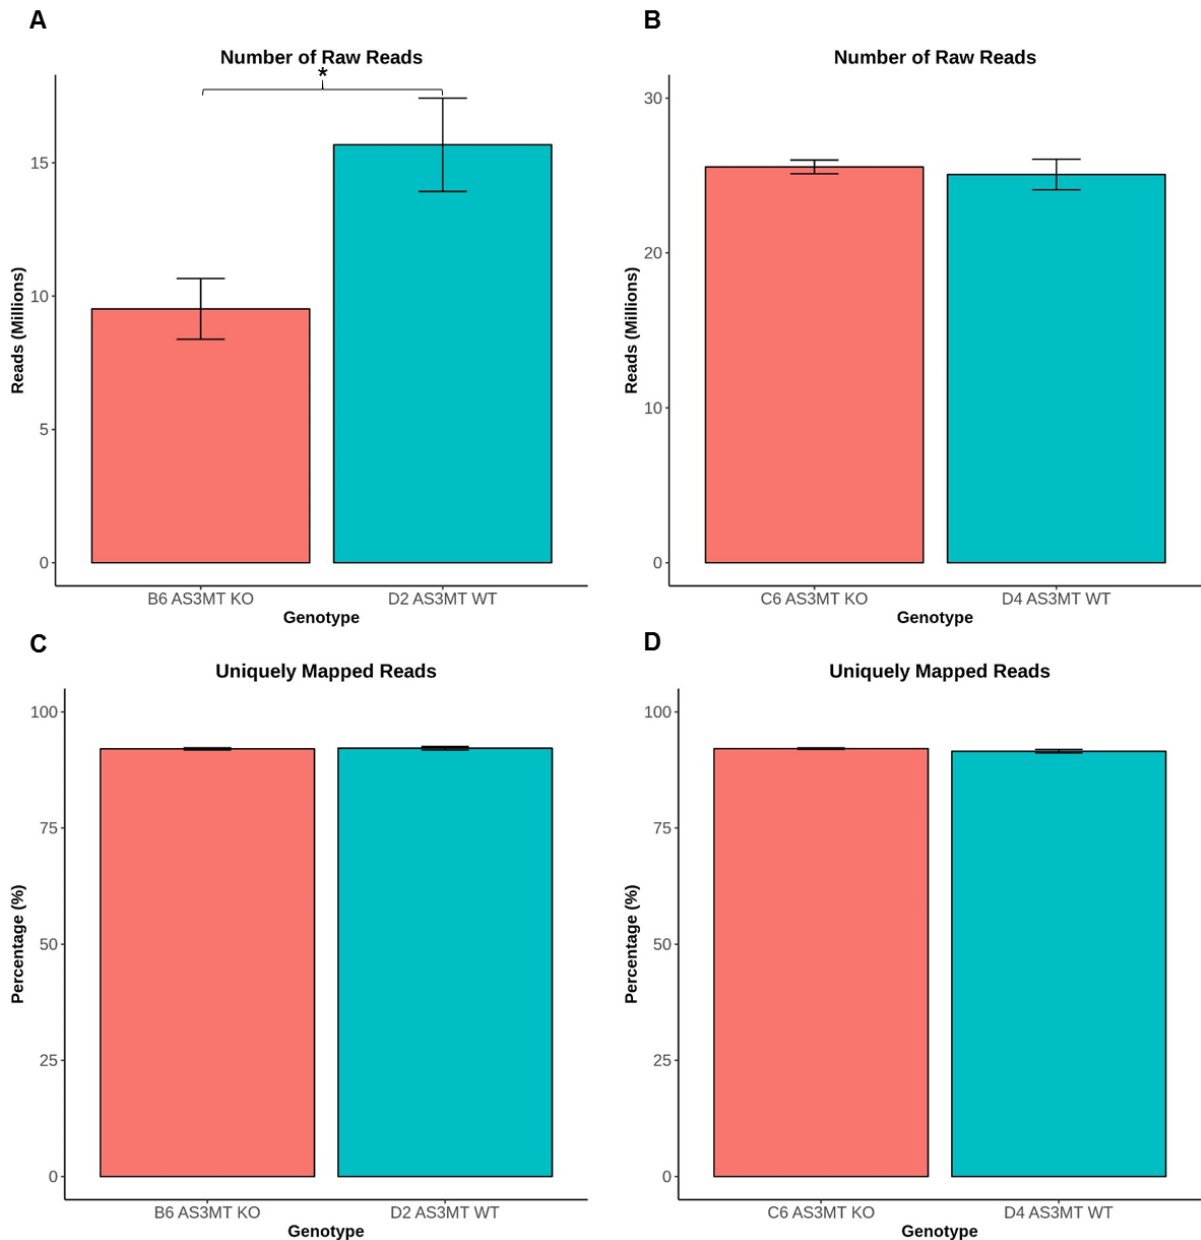 A
Number of Raw Reads
*
15
10
5
0
Reads (Millions)
B6 AS3MT KO
D2 AS3MT WT
Genotype
B
Number of Raw Reads
30
20
10
0
Reads (Millions)
C6 AS3MT KO
D4 AS3MT WT
Genotype
C
Uniquely Mapped Reads
100
75
50
25
0
Percentage (%)
B6 AS3MT KO
D2 AS3MT WT
Genotype
D
Uniquely Mapped Reads
100
75
50
25
0
Percentage (%)
C6 AS3MT KO
D4 AS3MT WT
Genotype